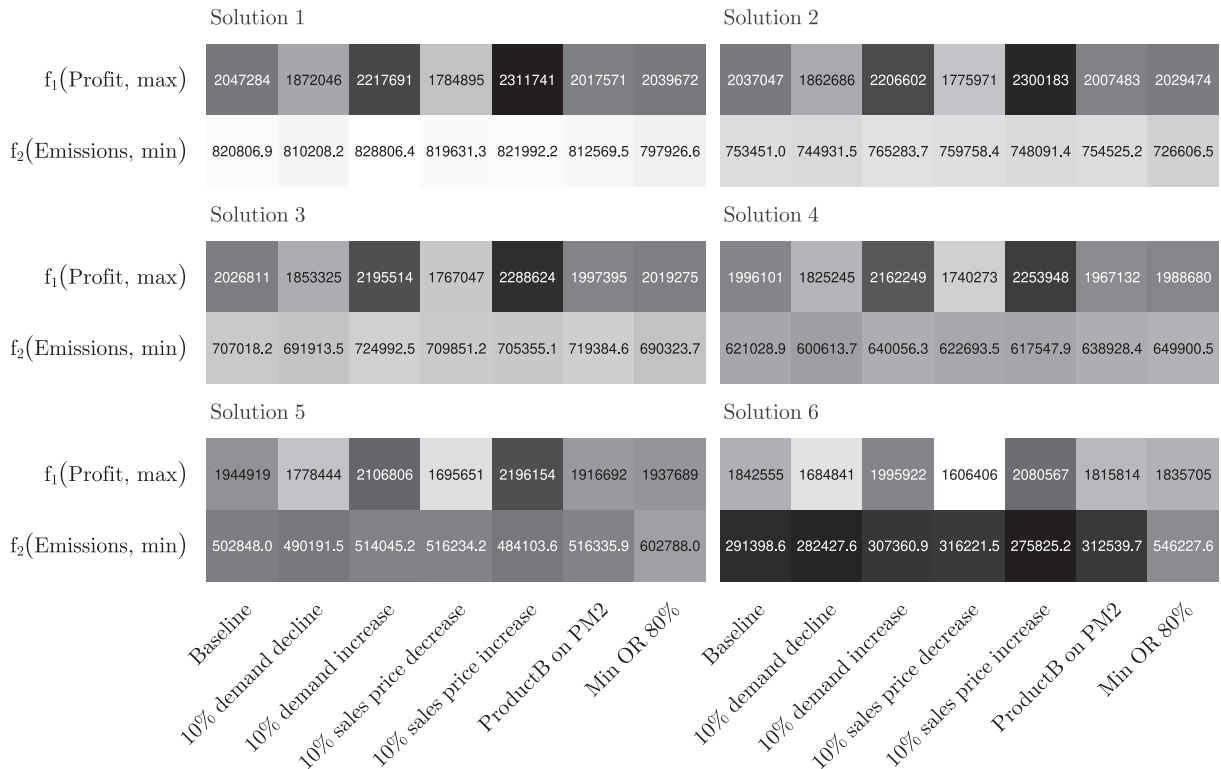 Solution 1 Solution 2
f₁(Profit, max) 2047284 1872046 2217691 1784895 2311741 2017571 2039672 2037047 1862686 2206602 1775971 2300183 2007483 2029474
f₂(Emissions, min) 820806.9 810208.2 828806.4 819631.3 821992.2 812569.5 797926.6 753451.0 744931.5 765283.7 759758.4 748091.4 754525.2 726606.5
Solution 3 Solution 4
f₁(Profit, max) 2026811 1853325 2195514 1767047 2288624 1997395 2019275 1996101 1825245 2162249 1740273 2253948 1967132 1988680
f₂(Emissions, min) 707018.2 691913.5 724992.5 709851.2 705355.1 719384.6 690323.7 621028.9 600613.7 640056.3 622693.5 617547.9 638928.4 649900.5
Solution 5 Solution 6
f₁(Profit, max) 1944919 1778444 2106806 1695651 2196154 1916692 1937689 1842555 1684841 1995922 1606406 2080567 1815814 1835705
f₂(Emissions, min) 502848.0 490191.5 514045.2 516234.2 484103.6 516335.9 602788.0 291398.6 282427.6 307360.9 316221.5 275825.2 312539.7 546227.6
Baseline
10% demand decline
10% demand increase
10% sales price decrease
10% sales price increase
ProductB on PM2
Min OR 80%
Baseline
10% demand decline
10% demand increase
10% sales price decrease
10% sales price increase
ProductB on PM2
Min OR 80%